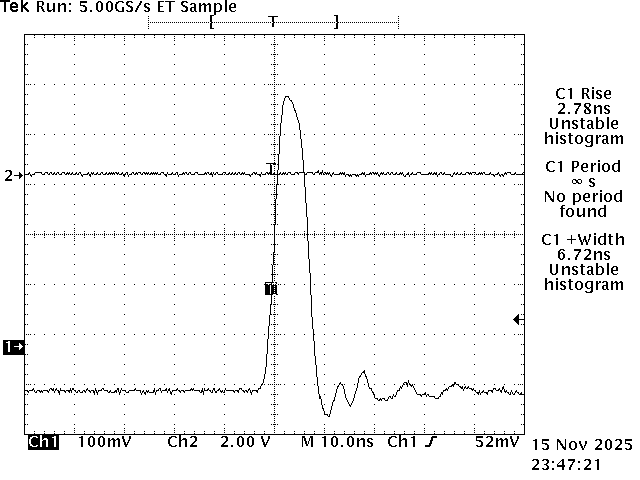 Tek Run: 5.00GS/s ET Sample
[ T ]
C1 Rise
2.78ns
Unstable
histogram
C1 Period
∞ s
No period
found
C1 +Width
6.72ns
Unstable
histogram
T
2
T
1
Ch1 100mV Ch2 2.00 V M 10.0ns Ch1 52mV
15 Nov 2025
23:47:21